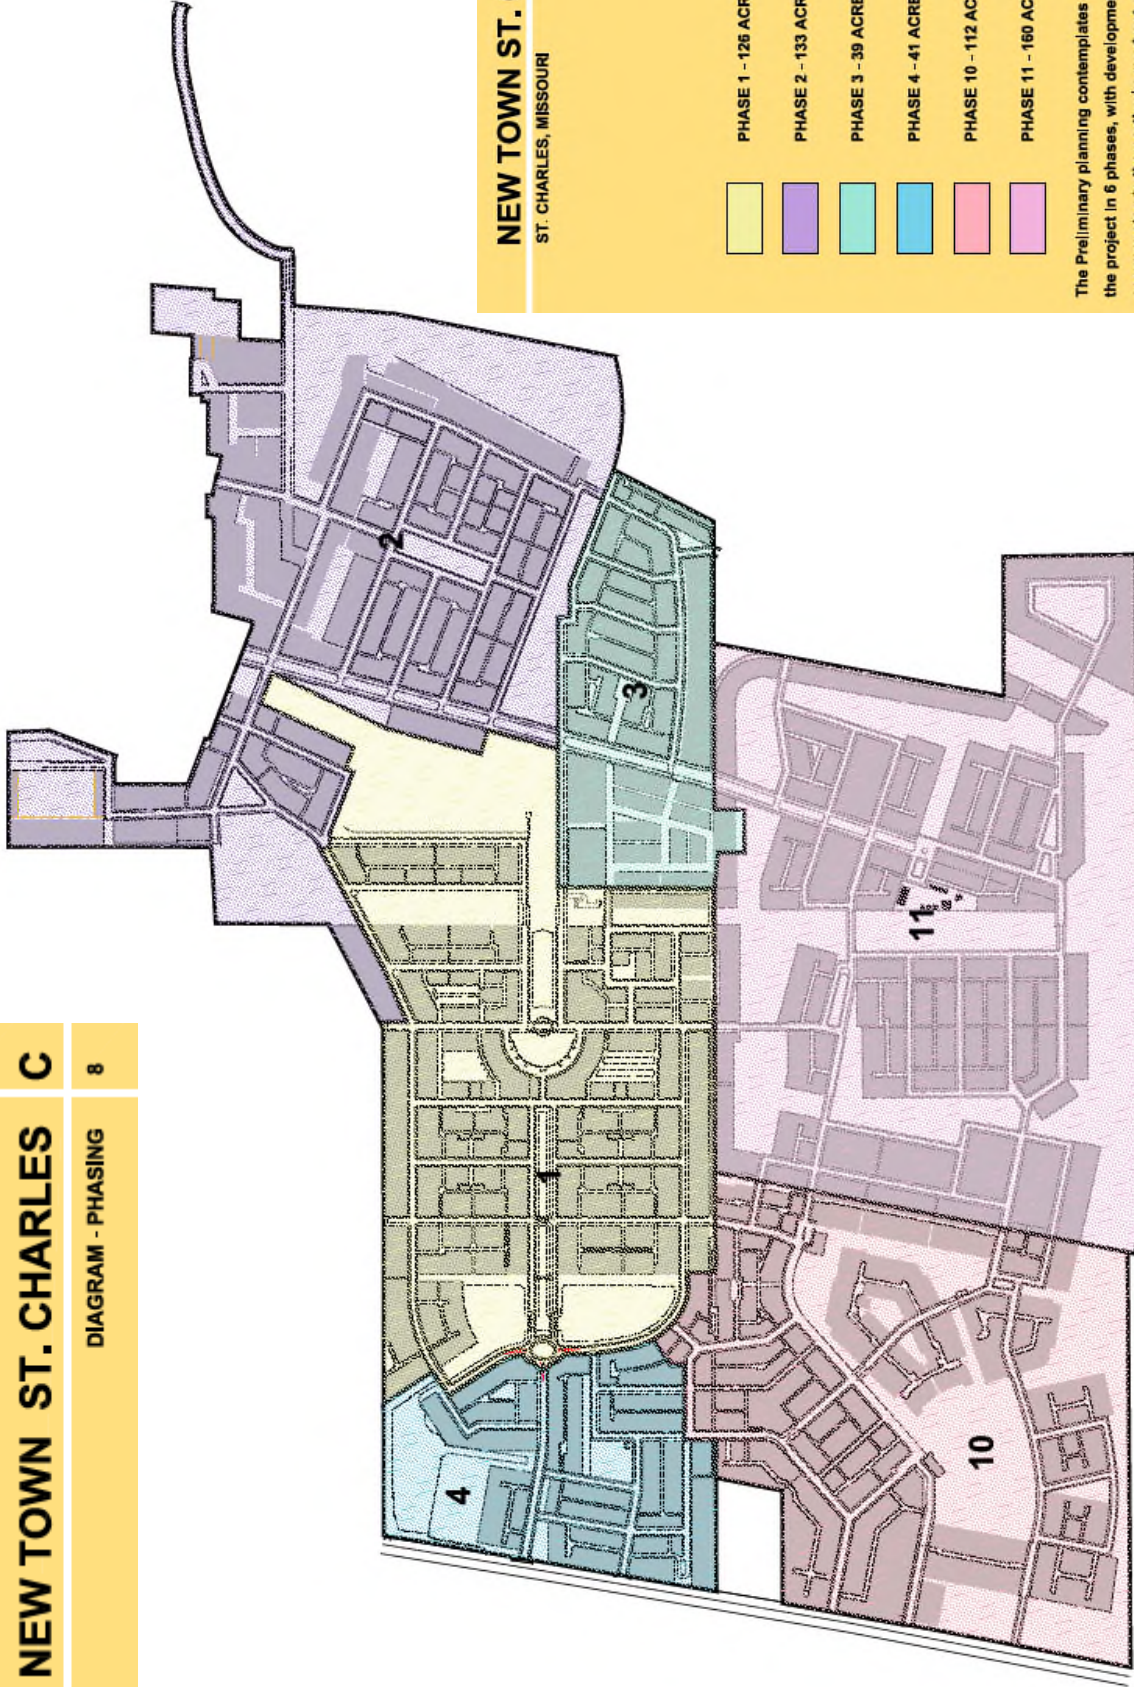 NEW TOWN ST. CHARLES C
DIAGRAM - PHASING 8
NEW TOWN ST.
ST. CHARLES, MISSOURI
PHASE 1 - 126 ACR
PHASE 2 - 133 ACR
PHASE 3 - 39 ACRE
PHASE 4 - 41 ACRE
PHASE 10 - 112 AC
PHASE 11 - 160 AC
The Preliminary planning contemplates
the project in 6 phases, with developme
2
3
1
4
11
10